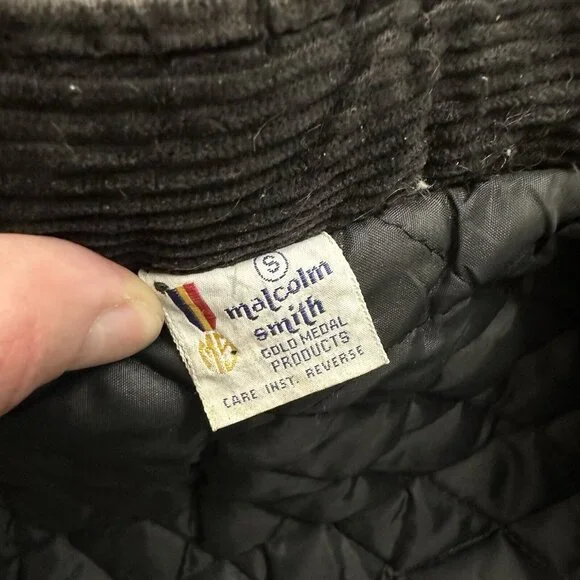 S
malcolm
smith
GOLD MEDAL
PRODUCTS
CARE INST. REVERSE